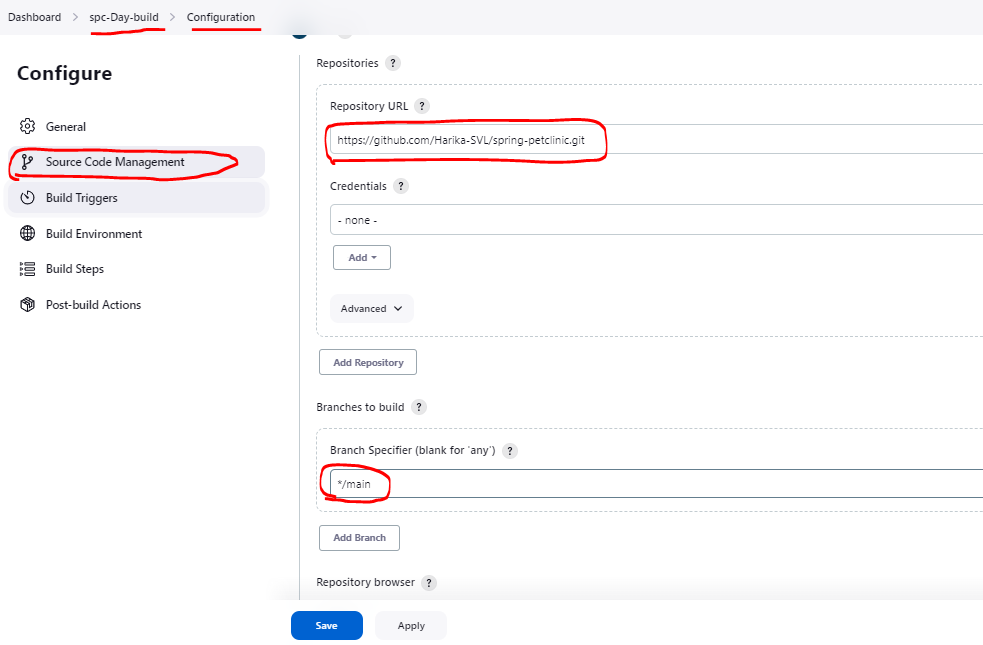 Dashboard > spc-Day-build > Configuration
Configure
General
Source Code Management
Build Triggers
Build Environment
Build Steps
Post-build Actions
Repositories ?
Repository URL ?
https://github.com/Harika-SVL/spring-petclinic.git
Credentials ?
- none -
Add
Advanced
Add Repository
Branches to build ?
Branch Specifier (blank for 'any') ?
*/main
Add Branch
Repository browser ?
Save Apply